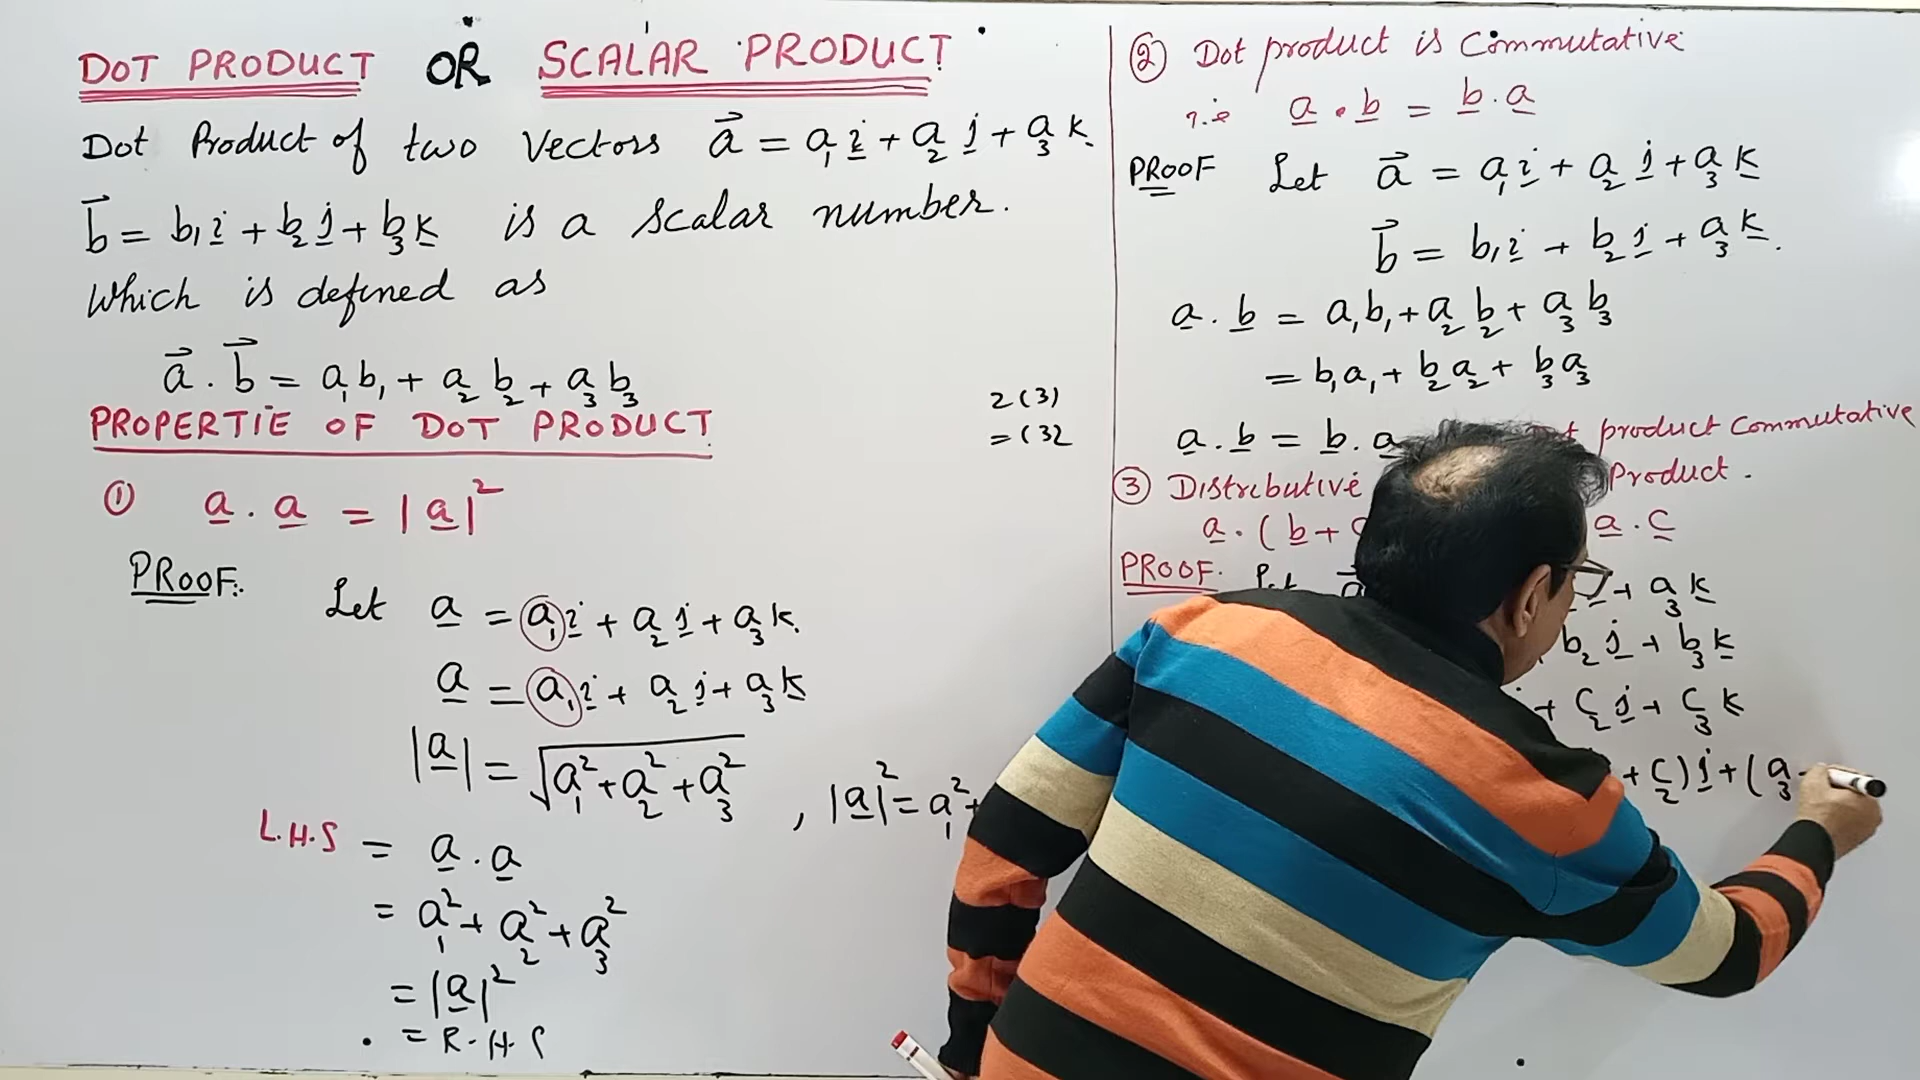 DOT PRODUCT OR SCALAR PRODUCT
Dot Product of two Vectors a⃗ = a₁i + a₂j + a₃k
b⃗ = b₁i + b₂j + b₃k is a scalar number.
Which is defined as
a⃗ . b⃗ = a₁b₁ + a₂b₂ + a₃b₃
PROPERTIE OF DOT PRODUCT
① a . a = |a|²
PROOF:. Let a = a₁i + a₂j + a₃k.
a = a₁i + a₂j + a₃k
|a| = √a₁² + a₂² + a₃² , |a|² = a₁² +
L.H.S = a . a
= a₁² + a₂² + a₃²
= |a|²
= R.H.S
2(3)
= (32
② Dot product is Commutative
i.e a . b = b . a
PROOF Let a⃗ = a₁i + a₂j + a₃k
b⃗ = b₁i + b₂j + a₃k.
a . b = a₁b₁ + a₂b₂ + a₃b₃
= b₁a₁ + b₂a₂ + b₃a₃
a . b = b . a product Commutative
③ Distributive Product.
a . (b + a . c
PROOF. Let a⃗ + a₃k
b₂j + b₃k
+ c₂j + c₃k
+ c₂)j + (a₃